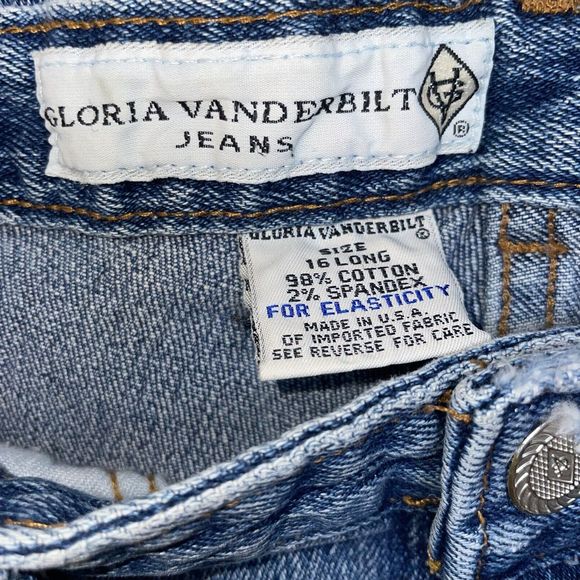 GLORIA VANDERBILT
JEANS
®
GLORIA VANDERBILT®
SIZE
16 LONG
98% COTTON
2% SPANDEX
FOR ELASTICITY
MADE IN U.S.A.
OF IMPORTED FABRIC
SEE REVERSE FOR CARE